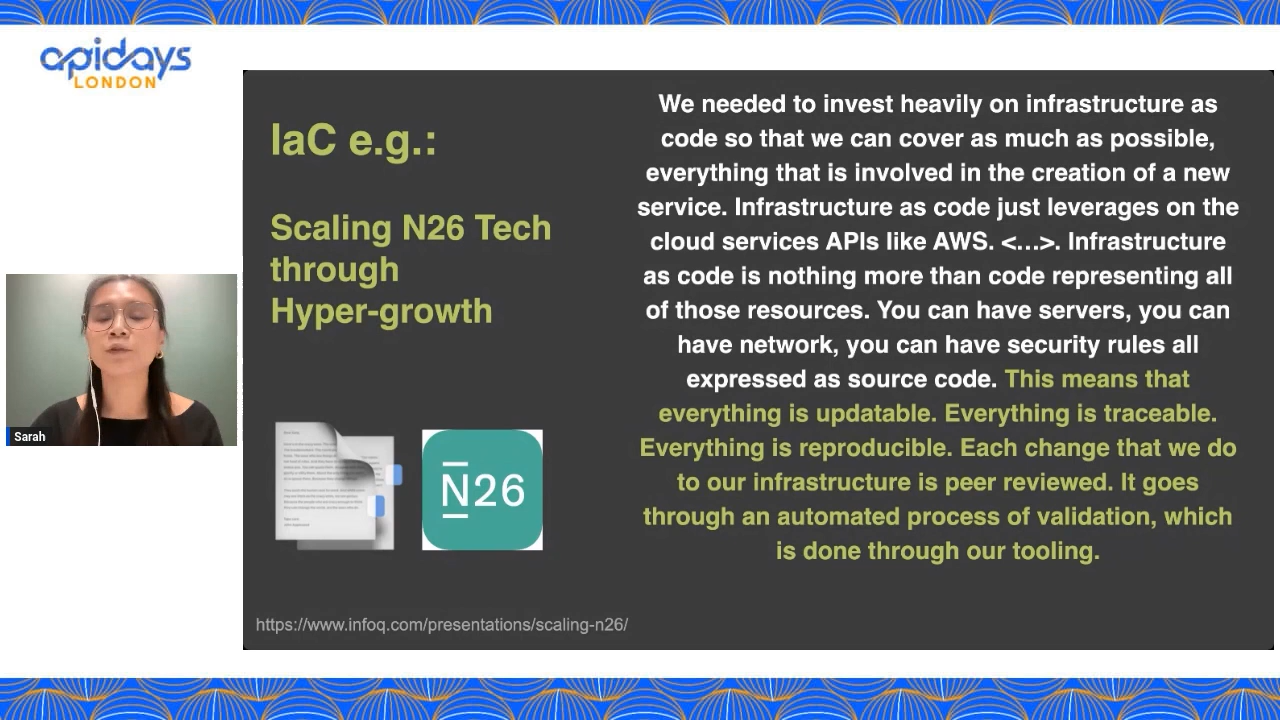 apidays
LONDON
IaC e.g.:
Scaling N26 Tech
through
Hyper-growth
We needed to invest heavily on infrastructure as
code so that we can cover as much as possible,
everything that is involved in the creation of a new
service. Infrastructure as code just leverages on the
cloud services APIs like AWS. <...>. Infrastructure
as code is nothing more than code representing all
of those resources. You can have servers, you can
have network, you can have security rules all
expressed as source code. This means that
everything is updatable. Everything is traceable.
Everything is reproducible. Each change that we do
to our infrastructure is peer reviewed. It goes
through an automated process of validation, which
is done through our tooling.
N26
Sarah
https://www.infoq.com/presentations/scaling-n26/